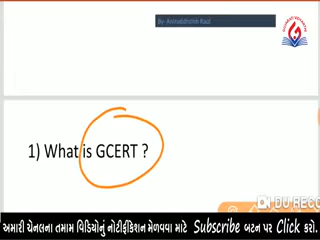 By- Aniruddhsinh Raol
1) What is GCERT ?
DU RECO
અમારી ચેનલના તમામ વિડિયોનું નોટીફીકેશન મેળવવા માટે Subscribe બટન પર Click કરો.